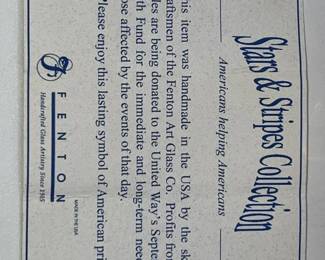 Stars & Stripes Collection
Americans helping Americans
his item was handmade in the USA by the sk
raftsmen of the Fenton Art Glass Co. Profits from
les are being donated to the United Way's Septe
th Fund for the immediate and long-term nee
ose affected by the events of that day.
Please enjoy this lasting symbol of American pri
FENTON
Handcrafted Glass Artistry Since 1905
MADE IN THE USA